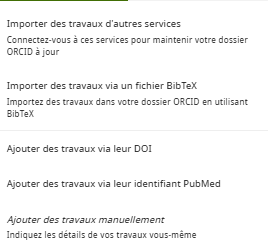 Importer des travaux d'autres services
Connectez-vous à ces services pour maintenir votre dossier
ORCID à jour
Importer des travaux via un fichier BibTeX
Importez des travaux dans votre dossier ORCID en utilisant
BibTeX
Ajouter des travaux via leur DOI
Ajouter des travaux via leur identifiant PubMed
Ajouter des travaux manuellement
Indiquez les détails de vos travaux vous-même